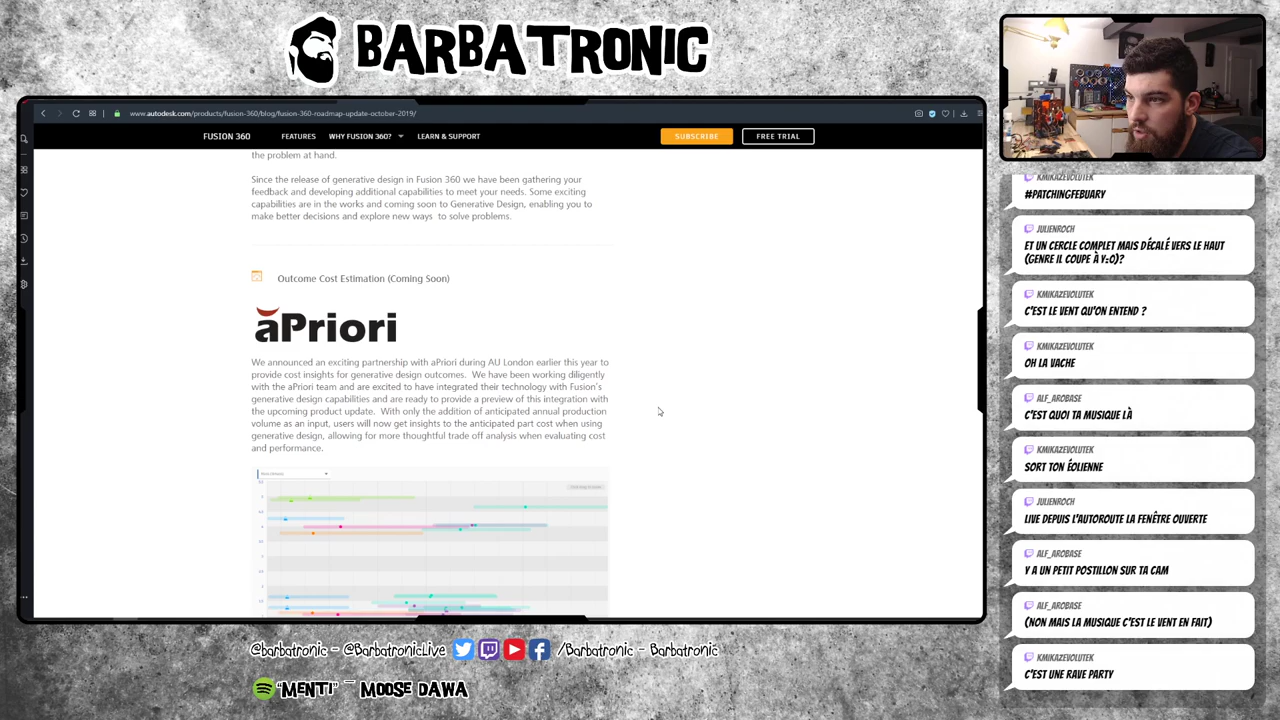 BARBATRONIC
www.autodesk.com/products/fusion-360/blog/fusion-360-roadmap-update-october-2019/
FUSION 360 FEATURES WHY FUSION 360? LEARN & SUPPORT SUBSCRIBE FREE TRIAL
the problem at hand.
Since the release of generative design in Fusion 360 we have been gathering your
feedback and developing additional capabilities to meet your needs. Some exciting
capabilities are in the works and coming soon to Generative Design, enabling you to
make better decisions and explore new ways to solve problems.
Outcome Cost Estimation (Coming Soon)
aPriori
We announced an exciting partnership with aPriori during AU London earlier this year to
provide cost insights for generative design outcomes. We have been working diligently
with the aPriori team and are excited to have integrated their technology with Fusion's
generative design capabilities and are ready to provide a preview of this integration with
the upcoming product update. With only the addition of anticipated annual production
volume as an input, users will now get insights to the anticipated part cost when using
generative design, allowing for more thoughtful trade off analysis when evaluating cost
and performance.
@barbatronic - @BarbatronicLive /Barbatronic - Barbatronic
"MENTI" MOOSE DAWA
KMIKAZEVOLUTEK
#PATCHINGFEBUARY
JULIENROCH
ET UN CERCLE COMPLET MAIS DÉCALÉ VERS LE HAUT
(GENRE IL COUPE À Y=0)?
KMIKAZEVOLUTEK
C'EST LE VENT QU'ON ENTEND ?
KMIKAZEVOLUTEK
OH LA VACHE
ALF_AROBASE
C'EST QUOI TA MUSIQUE LÀ
KMIKAZEVOLUTEK
SORT TON ÉOLIENNE
JULIENROCH
LIVE DEPUIS L'AUTOROUTE LA FENÊTRE OUVERTE
ALF_AROBASE
Y A UN PETIT POSTILLON SUR TA CAM
ALF_AROBASE
(NON MAIS LA MUSIQUE C'EST LE VENT EN FAIT)
KMIKAZEVOLUTEK
C'EST UNE RAVE PARTY